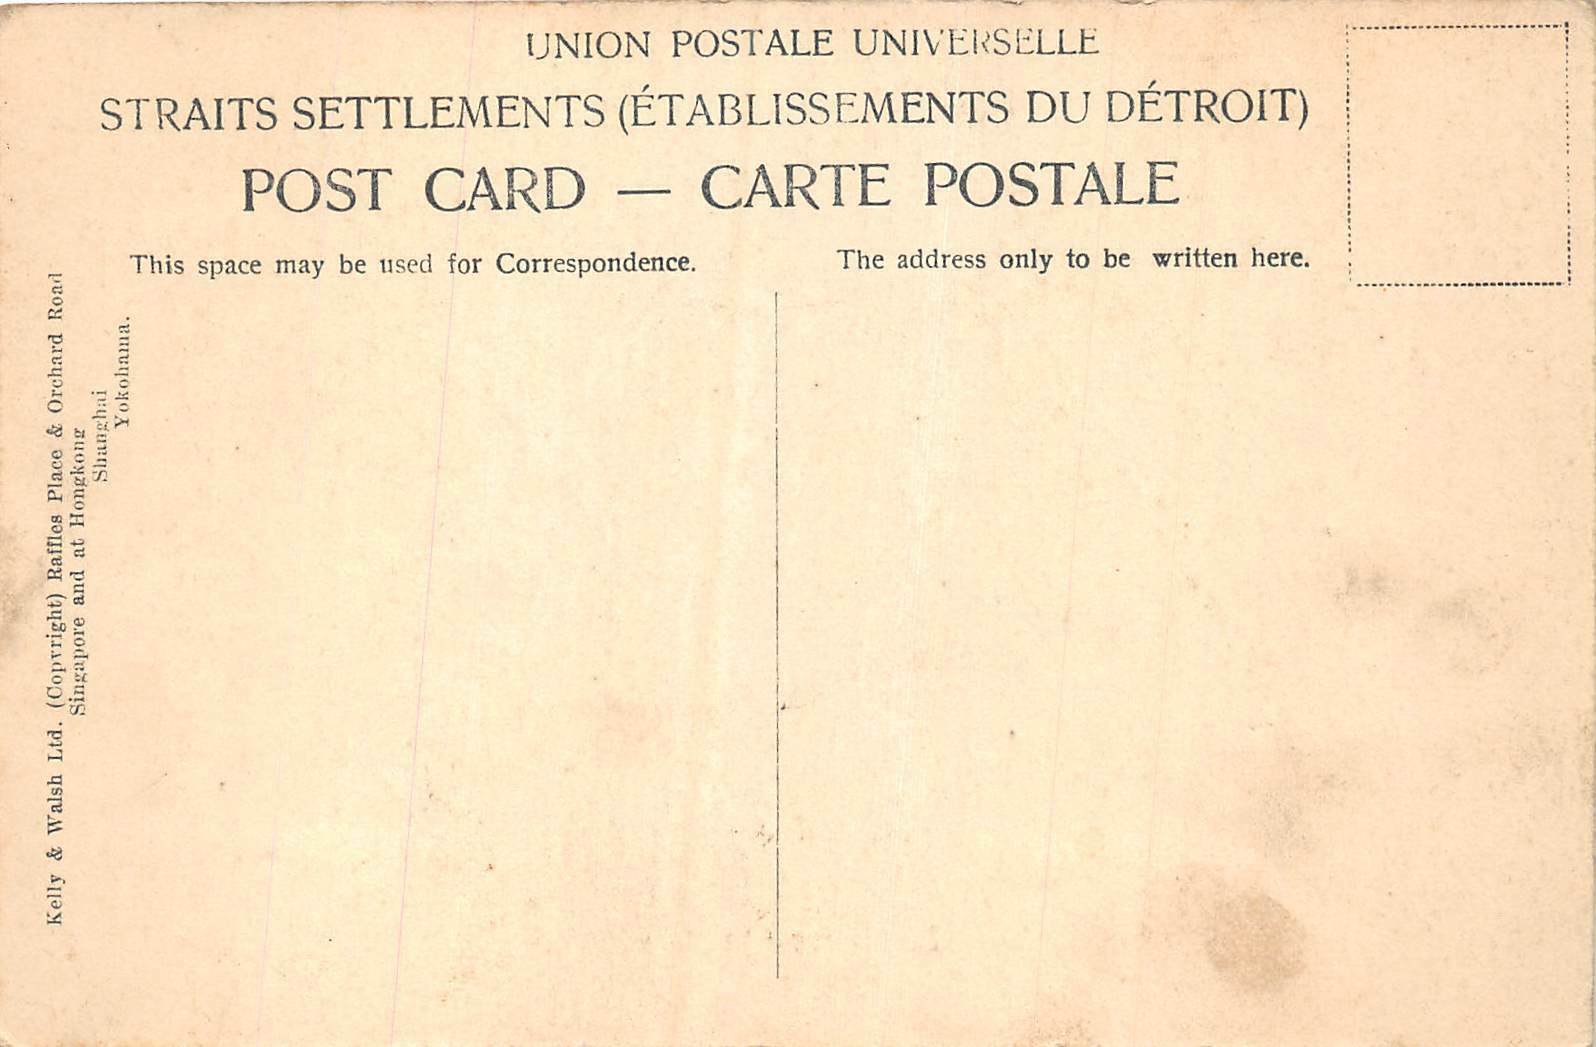 UNION POSTALE UNIVERSELLE
STRAITS SETTLEMENTS (ÉTABLISSEMENTS DU DÉTROIT)
POST CARD — CARTE POSTALE
This space may be used for Correspondence.
The address only to be written here.
Kelly & Walsh Ltd. (Copyright) Raffles Place & Orchard Road
Singapore and at Hongkong
Shanghai
Yokohama.